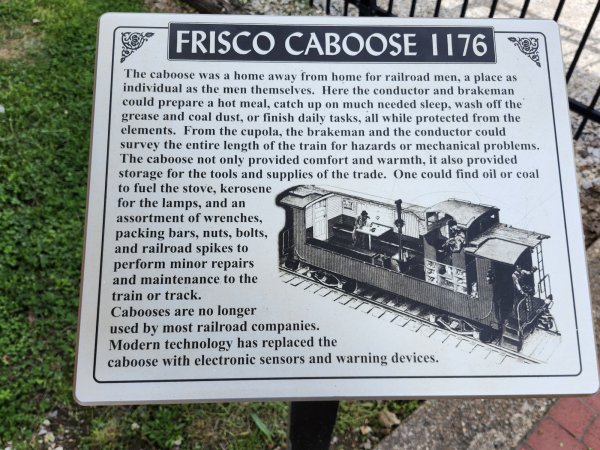 FRISCO CABOOSE 1176
The caboose was a home away from home for railroad men, a place as
individual as the men themselves. Here the conductor and brakeman
could prepare a hot meal, catch up on much needed sleep, wash off the
grease and coal dust, or finish daily tasks, all while protected from the
elements. From the cupola, the brakeman and the conductor could
survey the entire length of the train for hazards or mechanical problems.
The caboose not only provided comfort and warmth, it also provided
storage for the tools and supplies of the trade. One could find oil or coal
to fuel the stove, kerosene
for the lamps, and an
assortment of wrenches,
packing bars, nuts, bolts,
and railroad spikes to
perform minor repairs
and maintenance to the
train or track.
Cabooses are no longer
used by most railroad companies.
Modern technology has replaced the
caboose with electronic sensors and warning devices.